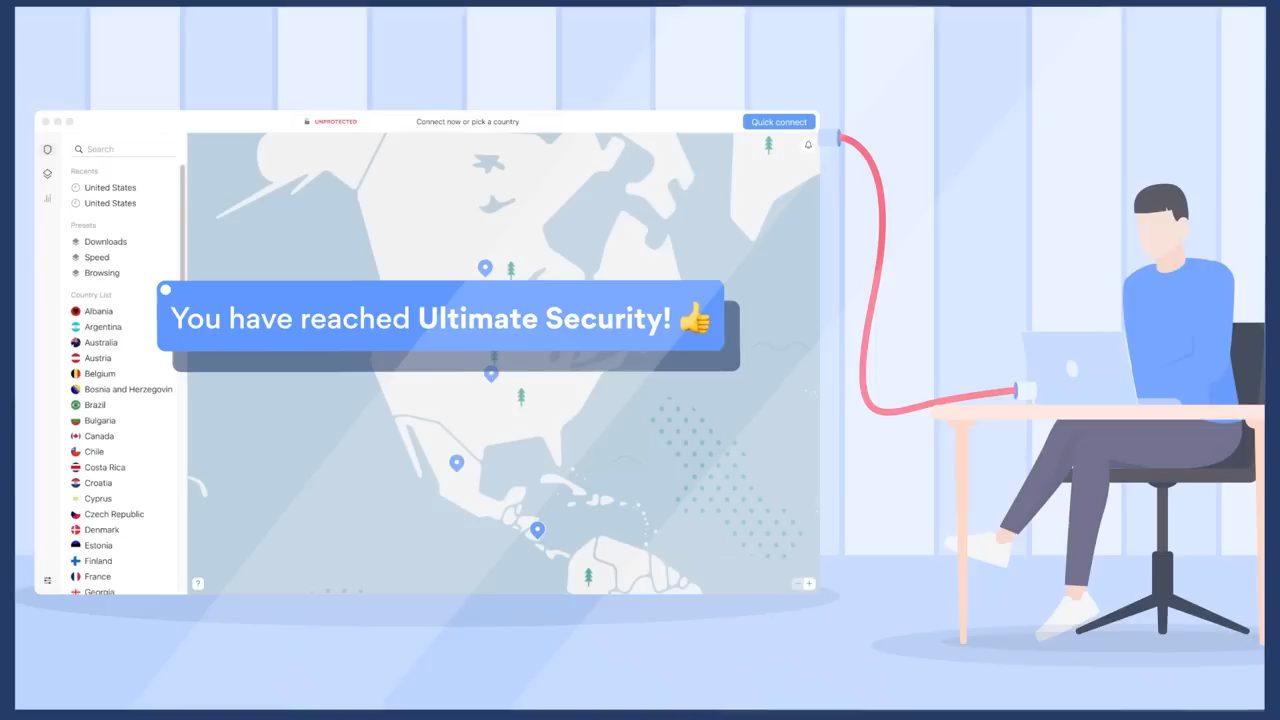 UNPROTECTED
Connect now or pick a country
Quick connect
Search
Recents
United States
United States
Presets
Downloads
Speed
Browsing
Country List
Albania
Argentina
Australia
Austria
Belgium
Bosnia and Herzegovin
Brazil
Bulgaria
Canada
Chile
Costa Rica
Croatia
Cyprus
Czech Republic
Denmark
Estonia
Finland
France
Georgia
You have reached Ultimate Security! 👍
?
− +